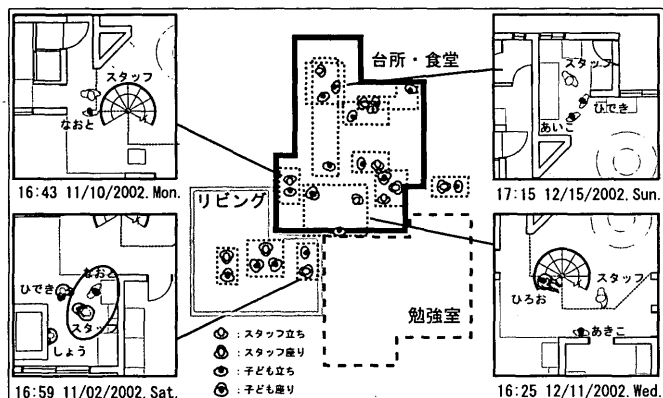 スタッフ
なおと
16:43 11/10/2002. Mon.
台所・食堂
スタッフ
ひでき
あいこ
17:15 12/15/2002. Sun.
リビング
なおと
ひでき
スタッフ
しょう
16:59 11/02/2002. Sat.
勉強室
:スタッフ立ち
:スタッフ座り
:子ども立ち
:子ども座り
スタッフ
ひろお
あきこ
16:25 12/11/2002. Wed.